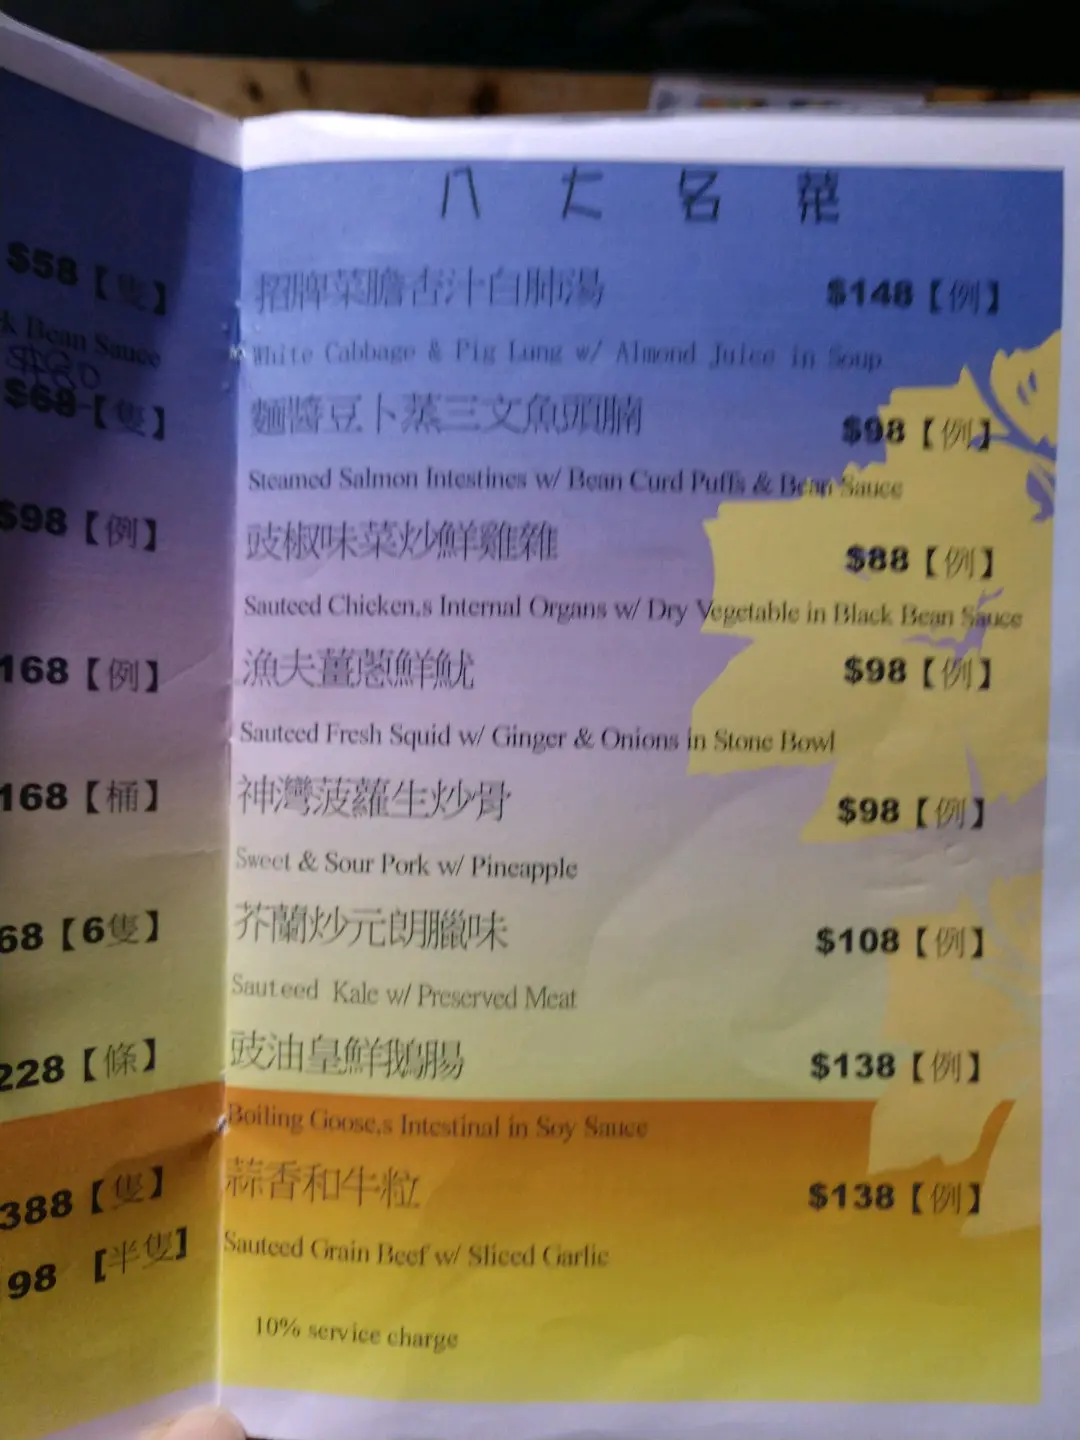 $58【隻】
k Bean Sauce
$68【隻】
$98【例】
168【例】
168【桶】
68【6隻】
228【條】
388【隻】
98 [半隻]
八大名菜
招牌菜膽杏汁白肺湯 $148【例】
White Cabbage & Pig Lung w/ Almond Juice in Soup
麵醬豆卜蒸三文魚頭腩 $98【例】
Steamed Salmon Intestines w/ Bean Curd Puffs & Bean Sauce
豉椒味菜炒鮮雞雜 $88【例】
Sauteed Chicken,s Internal Organs w/ Dry Vegetable in Black Bean Sauce
漁夫薑蔥鮮魷 $98【例】
Sauteed Fresh Squid w/ Ginger & Onions in Stone Bowl
神灣菠蘿生炒骨 $98【例】
Sweet & Sour Pork w/ Pineapple
芥蘭炒元朗臘味 $108【例】
Sauteed Kale w/ Preserved Meat
豉油皇鮮鵝腸 $138【例】
Boiling Goose,s Intestinal in Soy Sauce
蒜香和牛粒 $138【例】
Sauteed Grain Beef w/ Sliced Garlic
10% service charge